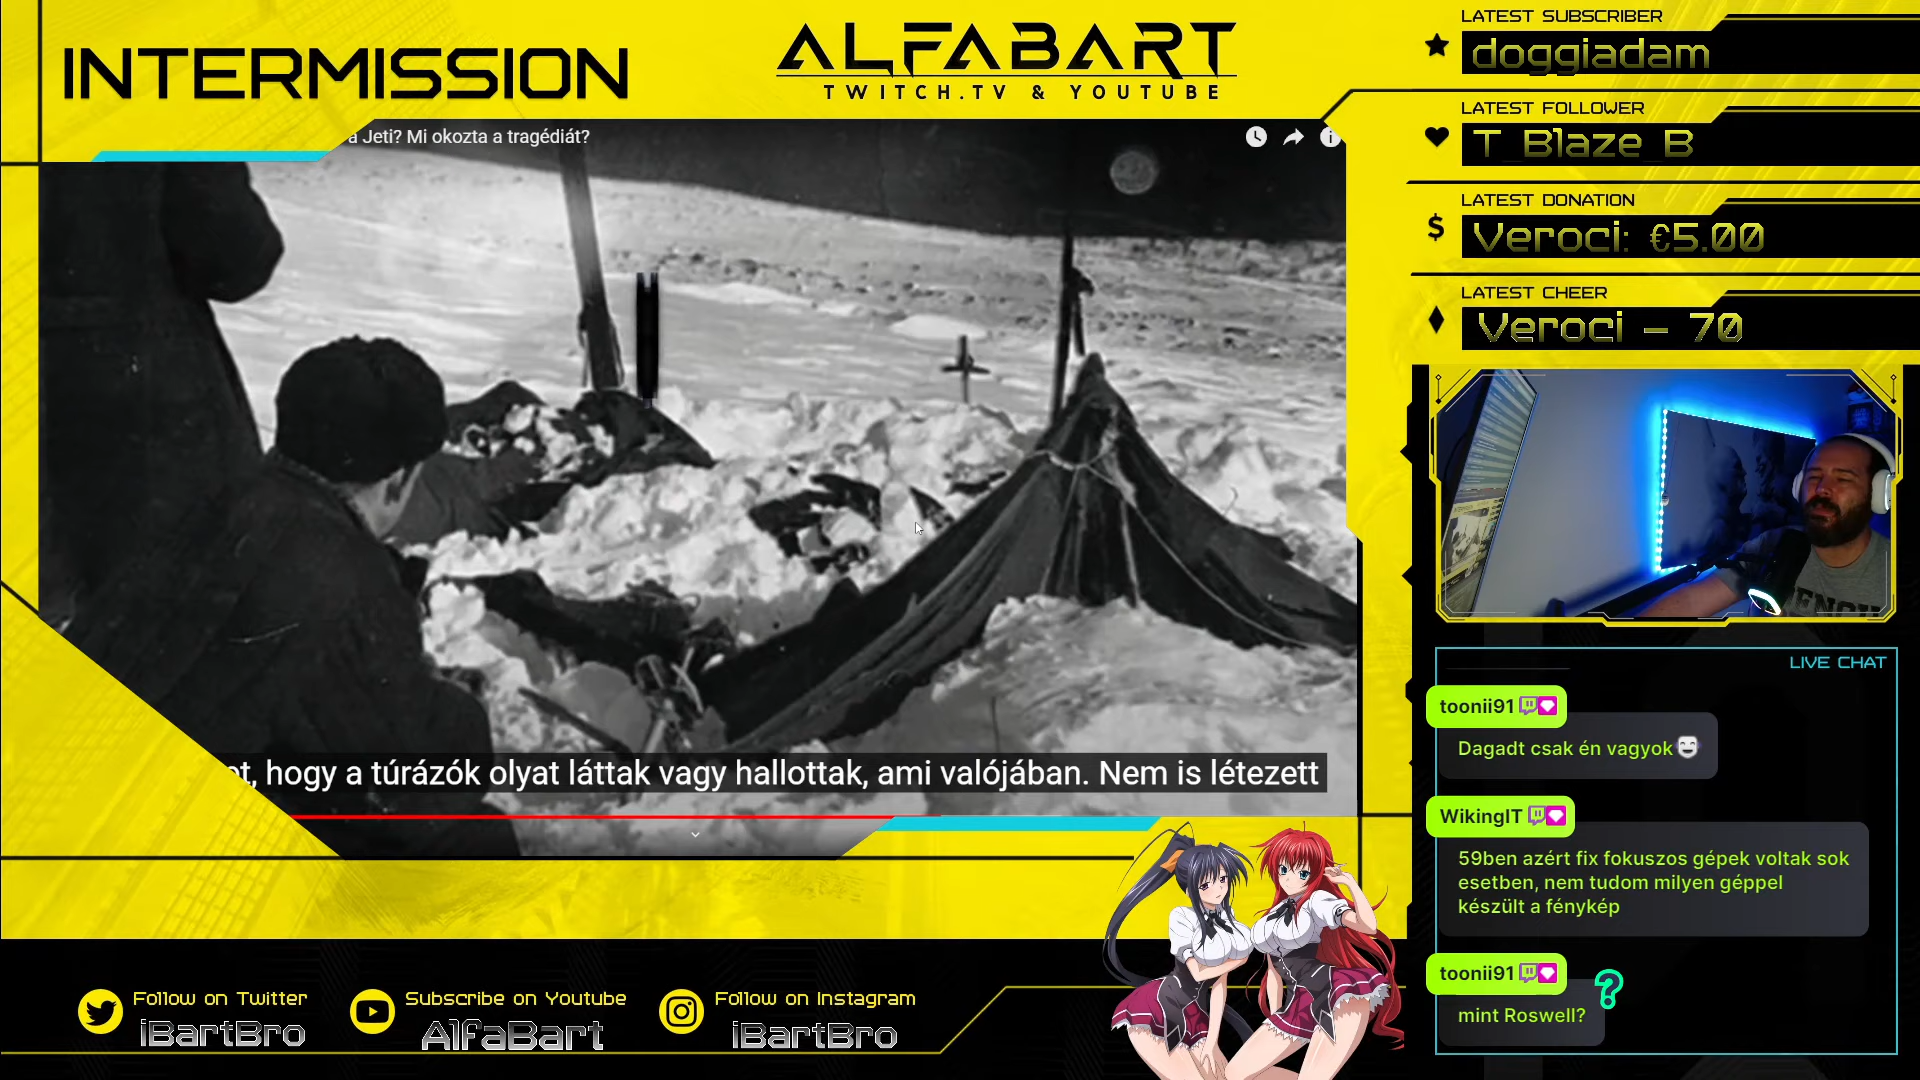 INTERMISSION
ALFABART
TWITCH.TV & YOUTUBE
a Jeti? Mi okozta a tragédiát?
hogy a túrázók olyat láttak vagy hallottak, ami valójában. Nem is létezett
LATEST SUBSCRIBER
doggiadam
LATEST FOLLOWER
T_Blaze_B
LATEST DONATION
Veroci: €5.00
LATEST CHEER
Veroci - 70
LIVE CHAT
toonii91
Dagadt csak én vagyok
WikingIT
59ben azért fix fokuszos gépek voltak sok
esetben, nem tudom milyen géppel
készült a fénykép
toonii91
mint Roswell?
Follow on Twitter
iBartBro
Subscribe on Youtube
AlfaBart
Follow on Instagram
iBartBro